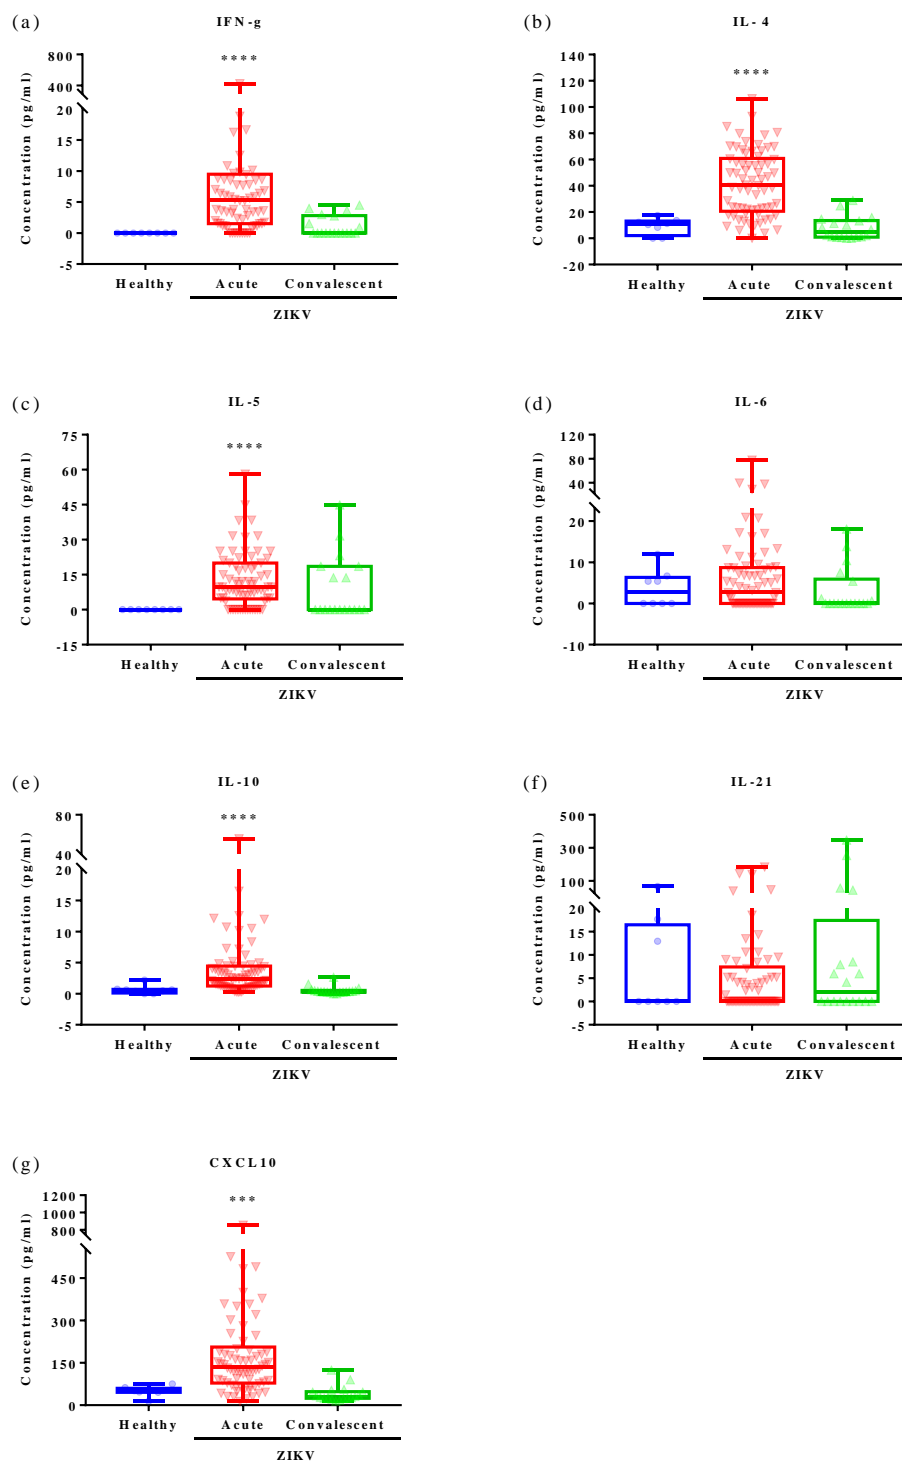 (a)
IFN-g
****
Concentration (pg/ml)
800
400
20
15
10
5
0
-5
Healthy Acute Convalescent
ZIKV
(b)
IL-4
****
Concentration (pg/ml)
140
120
100
80
60
40
20
0
-20
Healthy Acute Convalescent
ZIKV
(c)
IL-5
****
Concentration (pg/ml)
75
60
45
30
15
0
-15
Healthy Acute Convalescent
ZIKV
(d)
IL-6
Concentration (pg/ml)
120
80
40
20
10
0
-10
Healthy Acute Convalescent
ZIKV
(e)
IL-10
****
Concentration (pg/ml)
80
40
20
15
10
5
0
-5
Healthy Acute Convalescent
ZIKV
(f)
IL-21
Concentration (pg/ml)
500
300
100
20
15
10
5
0
-5
Healthy Acute Convalescent
ZIKV
(g)
CXCL10
***
Concentration (pg/ml)
1200
1000
800
450
300
150
0
Healthy Acute Convalescent
ZIKV